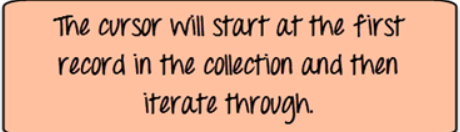 The cursor will start at the first
record in the collection and then
iterate through.